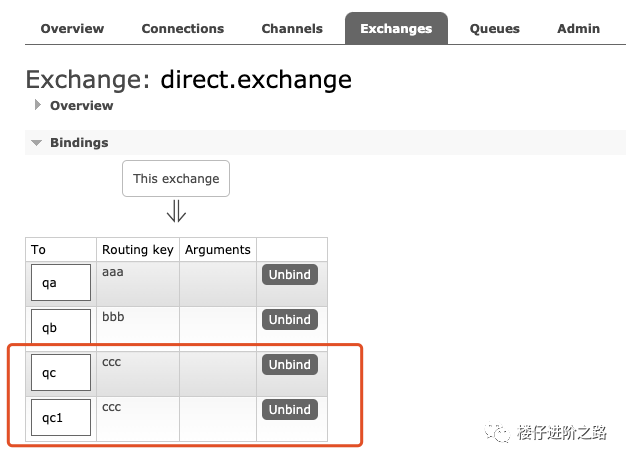 Overview Connections Channels Exchanges Queues Admin
Exchange: direct.exchange
Overview
Bindings
This exchange
To Routing key Arguments
qa aaa Unbind
qb bbb Unbind
qc ccc Unbind
qc1 ccc Unbind
楼仔进阶之路